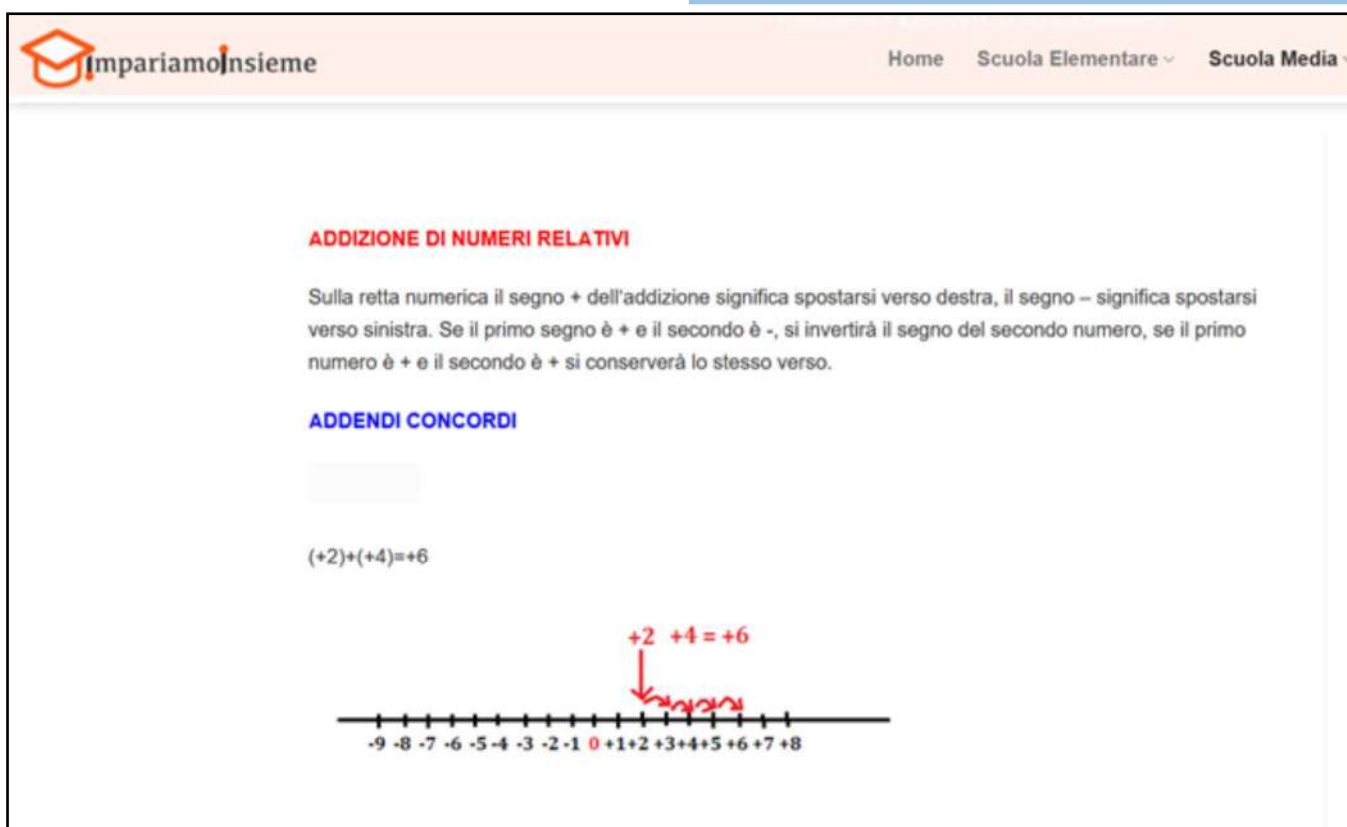 impariamoinsieme
Home Scuola Elementare Scuola Media
ADDIZIONE DI NUMERI RELATIVI
Sulla retta numerica il segno + dell'addizione significa spostarsi verso destra, il segno – significa spostarsi
verso sinistra. Se il primo segno è + e il secondo è -, si invertirà il segno del secondo numero, se il primo
numero è + e il secondo è + si conserverà lo stesso verso.
ADDENDI CONCORDI
(+2)+(+4)=+6
+2 +4 = +6
-9 -8 -7 -6 -5 -4 -3 -2 -1 0 +1 +2 +3 +4 +5 +6 +7 +8